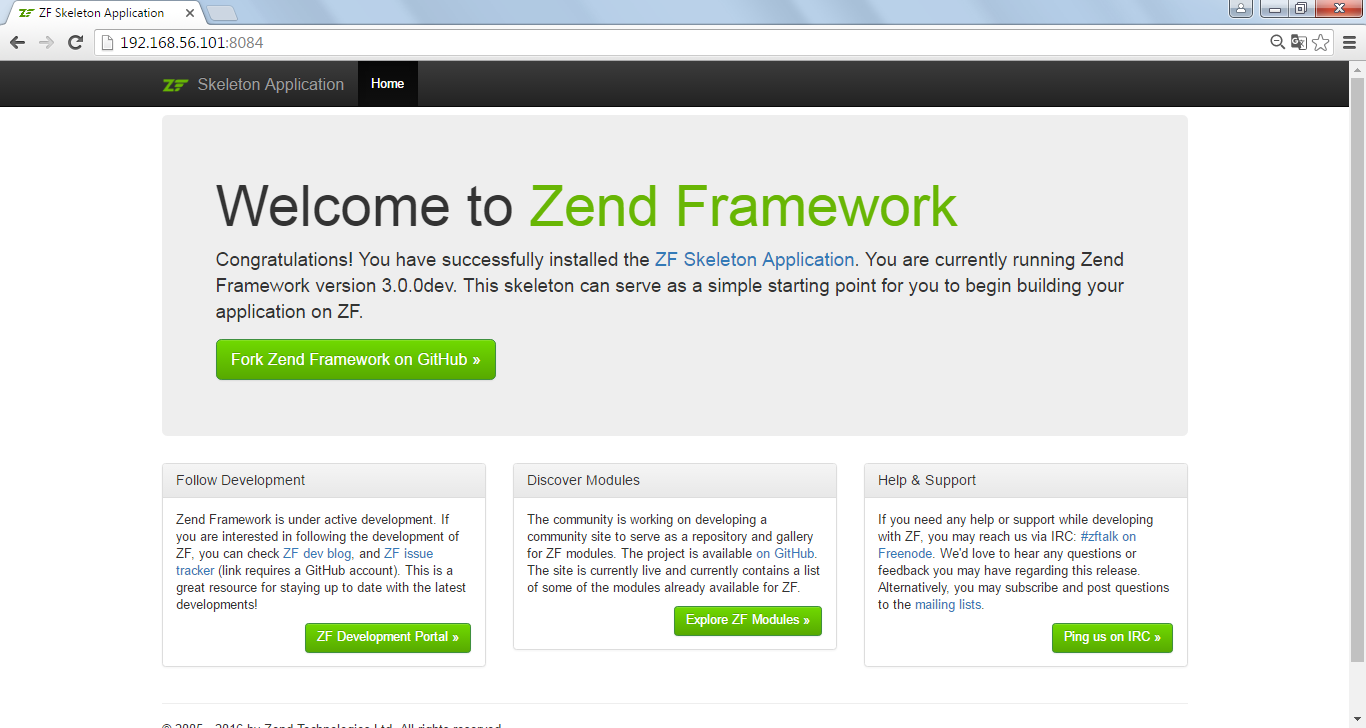 ZF Skeleton Application
192.168.56.101:8084
ZF Skeleton Application Home
Welcome to Zend Framework
Congratulations! You have successfully installed the ZF Skeleton Application. You are currently running Zend
Framework version 3.0.0dev. This skeleton can serve as a simple starting point for you to begin building your
application on ZF.
Fork Zend Framework on GitHub »
Follow Development
Zend Framework is under active development. If
you are interested in following the development of
ZF, you can check ZF dev blog, and ZF issue
tracker (link requires a GitHub account). This is a
great resource for staying up to date with the latest
developments!
ZF Development Portal »
Discover Modules
The community is working on developing a
community site to serve as a repository and gallery
for ZF modules. The project is available on GitHub.
The site is currently live and currently contains a list
of some of the modules already available for ZF.
Explore ZF Modules »
Help & Support
If you need any help or support while developing
with ZF, you may reach us via IRC: #zftalk on
Freenode. We'd love to hear any questions or
feedback you may have regarding this release.
Alternatively, you may subscribe and post questions
to the mailing lists.
Ping us on IRC »
© 2005 - 2016 by Zend Technologies Ltd. All rights reserved.